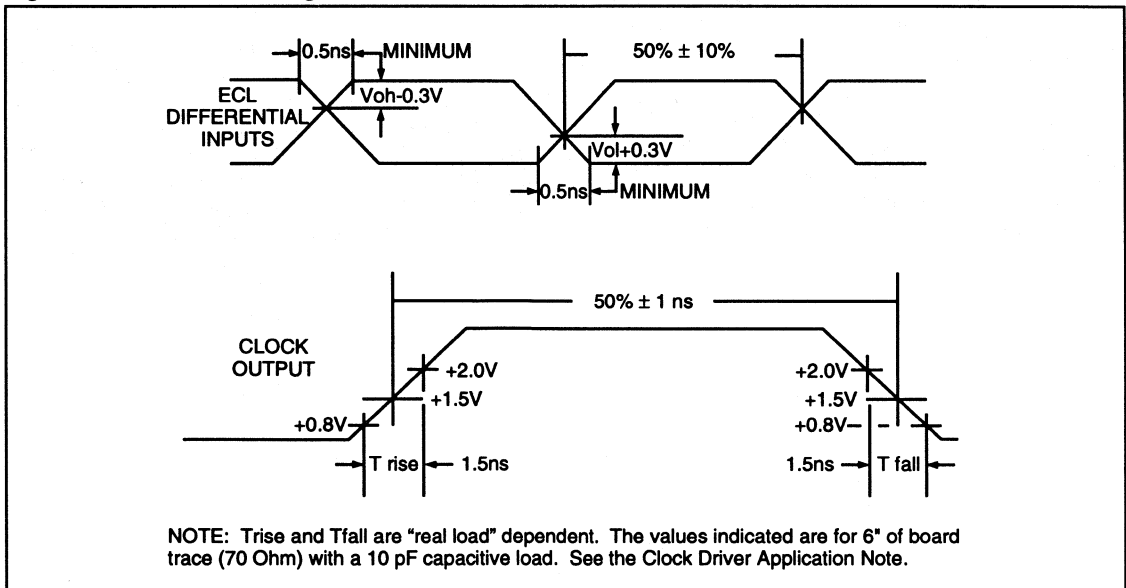 0.5ns MINIMUM
50% ± 10%
ECL
DIFFERENTIAL
INPUTS
Voh-0.3V
Vol+0.3V
0.5ns MINIMUM
50% ± 1 ns
CLOCK
OUTPUT
+2.0V
+1.5V
+0.8V
+2.0V
+1.5V
+0.8V
T rise 1.5ns
1.5ns T fall
NOTE: Trise and Tfall are "real load" dependent. The values indicated are for 6" of board
trace (70 Ohm) with a 10 pF capacitive load. See the Clock Driver Application Note.